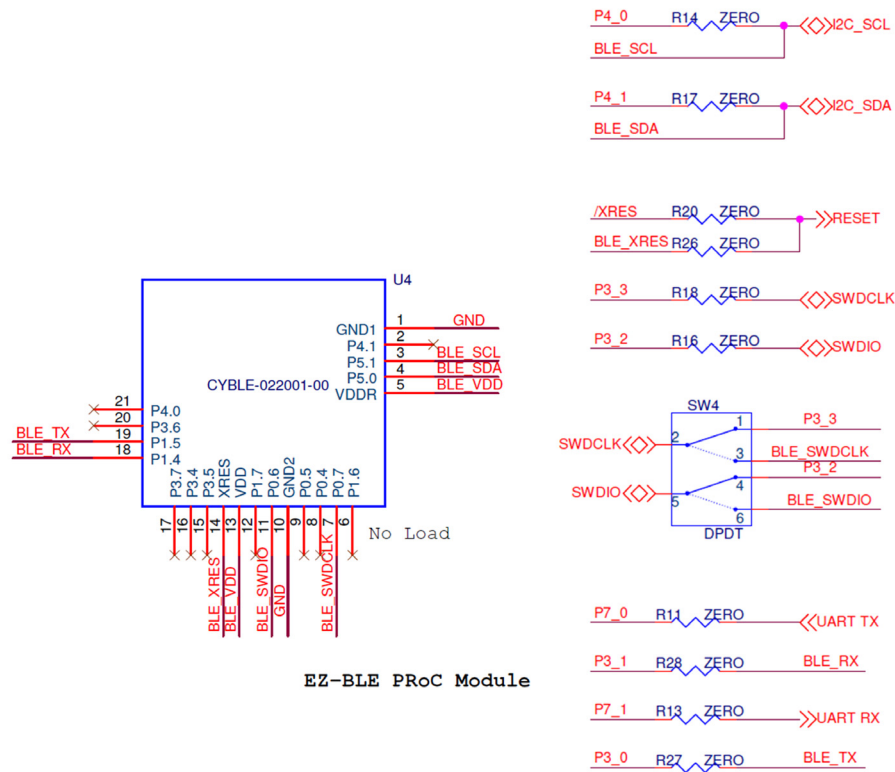 P4_0 R14 ZERO I2C_SCL
BLE_SCL
P4_1 R17 ZERO I2C_SDA
BLE_SDA
/XRES R20 ZERO RESET
BLE_XRES R26 ZERO
P3_3 R18 ZERO SWDCLK
P3_2 R16 ZERO SWDIO
U4
CYBLE-022001-00
GND1 1 GND
P4.1 2
P5.1 3 BLE_SCL
P5.0 4 BLE_SDA
VDDR 5 BLE_VDD
21 P4.0
20 P3.6
BLE_TX 19 P1.5
BLE_RX 18 P1.4
P3.7 P3.4 P3.5 XRES VDD P1.7 P0.6 GND2 P0.5 P0.4 P0.7 P1.6
17 16 15 14 13 12 11 10 9 8 7 6
BLE_XRES BLE_VDD BLE_SWDIO GND BLE_SWDCLK
No Load
EZ-BLE PRoC Module
SW4
1 P3_3
SWDCLK 2
3 BLE_SWDCLK
4 P3_2
SWDIO 5
6 BLE_SWDIO
DPDT
P7_0 R11 ZERO UART TX
P3_1 R28 ZERO BLE_RX
P7_1 R13 ZERO UART RX
P3_0 R27 ZERO BLE_TX